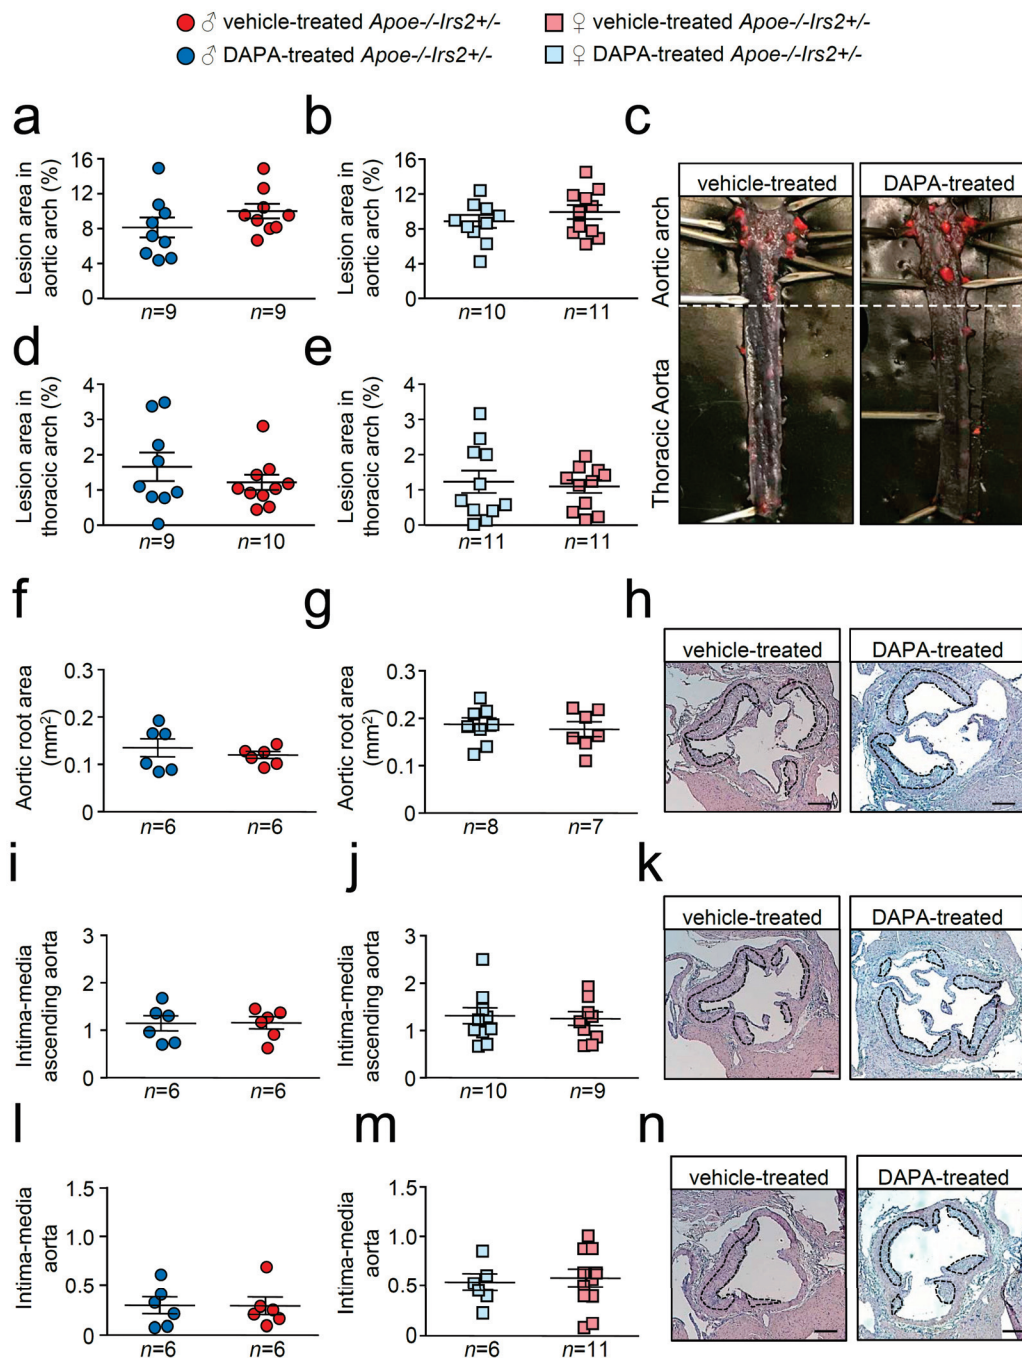 ♂ vehicle-treated Apoe-/-Irs2+/-
♀ vehicle-treated Apoe-/-Irs2+/-
♂ DAPA-treated Apoe-/-Irs2+/-
♀ DAPA-treated Apoe-/-Irs2+/-
a
Lesion area in
aortic arch (%)
16
12
8
4
0
n=9
n=9
b
Lesion area in
aortic arch (%)
16
12
8
4
0
n=10
n=11
c
vehicle-treated
DAPA-treated
Aortic arch
Thoracic Aorta
d
Lesion area in
thoracic arch (%)
4
3
2
1
0
n=9
n=10
e
Lesion area in
thoracic arch (%)
4
3
2
1
0
n=11
n=11
f
Aortic root area
(mm²)
0.3
0.2
0.1
0
n=6
n=6
g
Aortic root area
(mm²)
0.3
0.2
0.1
0
n=8
n=7
h
vehicle-treated
DAPA-treated
i
Intima-media
ascending aorta
3
2
1
0
n=6
n=6
j
Intima-media
ascending aorta
3
2
1
0
n=10
n=9
k
vehicle-treated
DAPA-treated
l
Intima-media
aorta
1.5
1.0
0.5
0
n=6
n=6
m
Intima-media
aorta
1.5
1.0
0.5
0
n=6
n=11
n
vehicle-treated
DAPA-treated